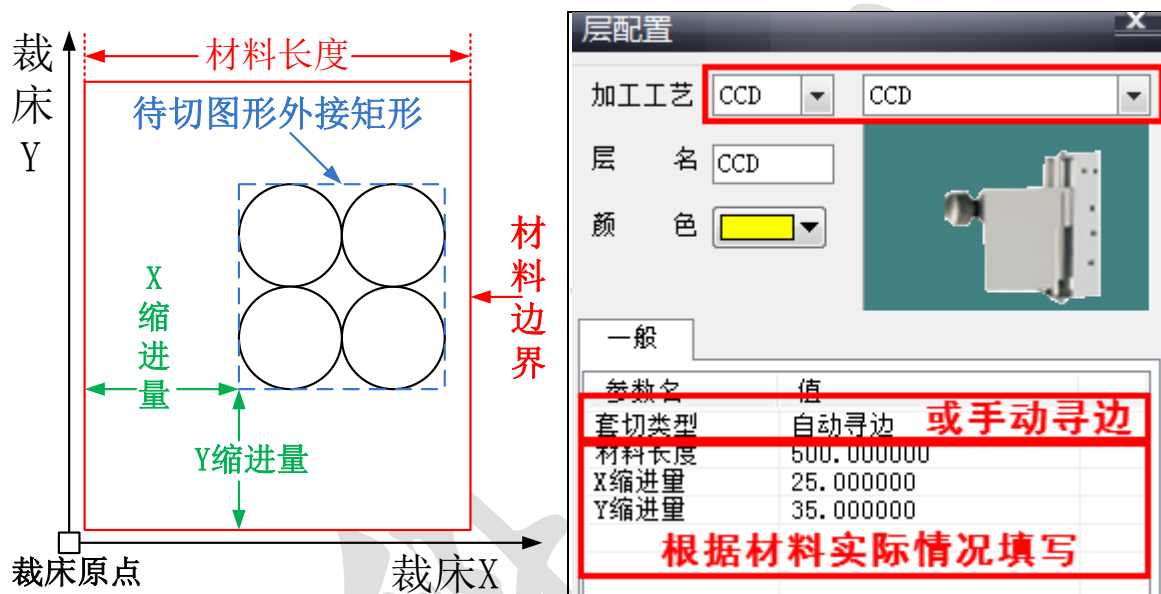 裁床Y
材料长度
待切图形外接矩形
材料边界
X缩进量
Y缩进量
裁床原点
裁床X
层配置
X
加工工艺 CCD CCD
层 名 CCD
颜 色
一般
参数名 值
套切类型 自动寻边 或手动寻边
材料长度 500.000000
X缩进量 25.000000
Y缩进量 35.000000
根据材料实际情况填写